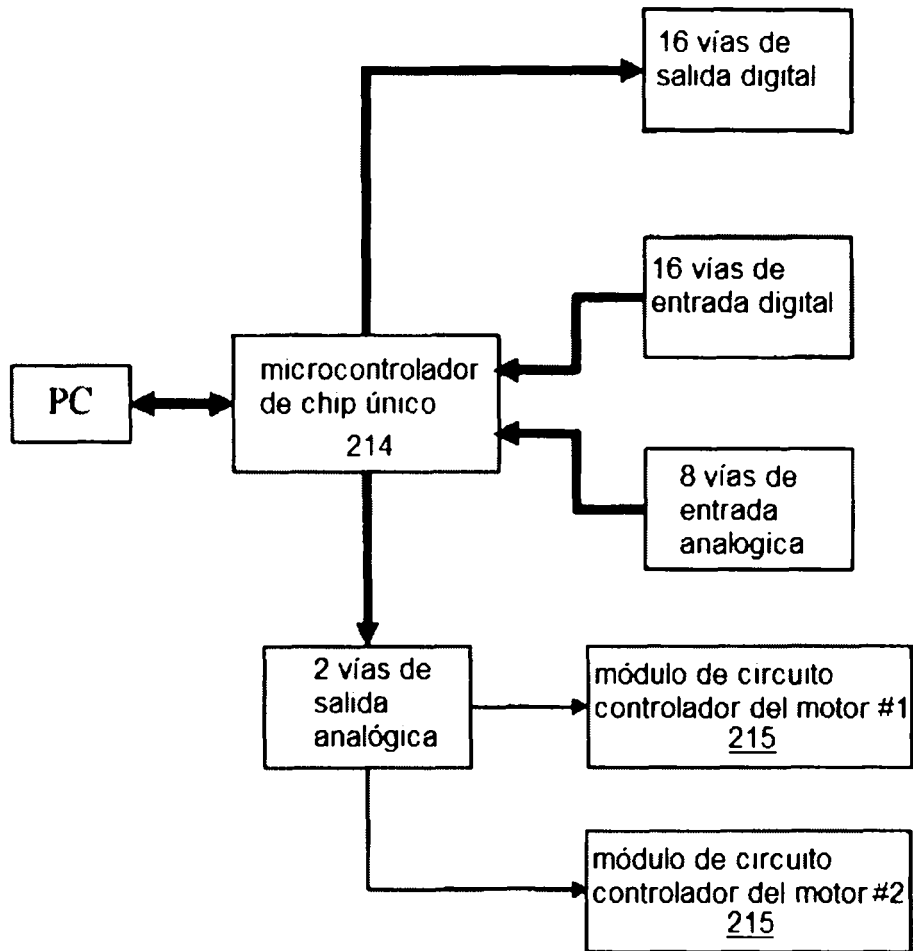 16 vías de
salida digital
16 vías de
entrada digital
microcontrolador
de chip único
214
PC
8 vías de
entrada
analogica
2 vías de
salida
analógica
módulo de circuito
controlador del motor #1
215
módulo de circuito
controlador del motor #2
215